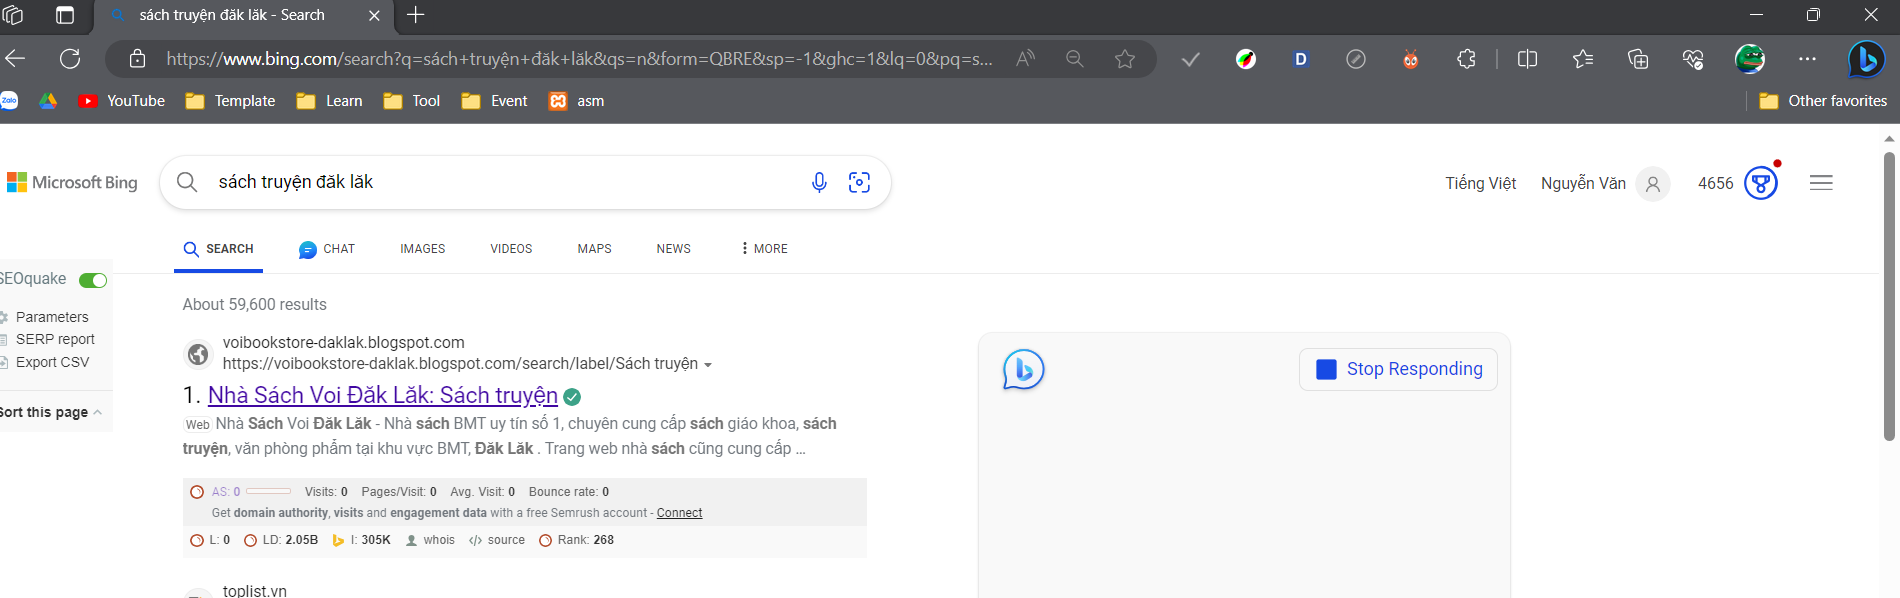 sách truyện đăk lăk - Search
https://www.bing.com/search?q=sách+truyện+đăk+lăk&qs=n&form=QBRE&sp=-1&ghc=1&lq=0&pq=s...
Zalo
YouTube
Template
Learn
Tool
Event
asm
Other favorites
Microsoft Bing
sách truyện đăk lăk
Tiếng Việt
Nguyễn Văn
4656
SEARCH
CHAT
IMAGES
VIDEOS
MAPS
NEWS
MORE
SEOquake
Parameters
SERP report
Export CSV
Sort this page
About 59,600 results
voibookstore-daklak.blogspot.com
https://voibookstore-daklak.blogspot.com/search/label/Sách truyện
1. Nhà Sách Voi Đăk Lăk: Sách truyện
Web Nhà Sách Voi Đăk Lăk - Nhà sách BMT uy tín số 1, chuyên cung cấp sách giáo khoa, sách
truyện, văn phòng phẩm tại khu vực BMT, Đăk Lăk . Trang web nhà sách cũng cung cấp ...
AS: 0 Visits: 0 Pages/Visit: 0 Avg. Visit: 0 Bounce rate: 0
Get domain authority, visits and engagement data with a free Semrush account - Connect
L: 0 LD: 2.05B I: 305K whois source Rank: 268
toplist.vn
Stop Responding